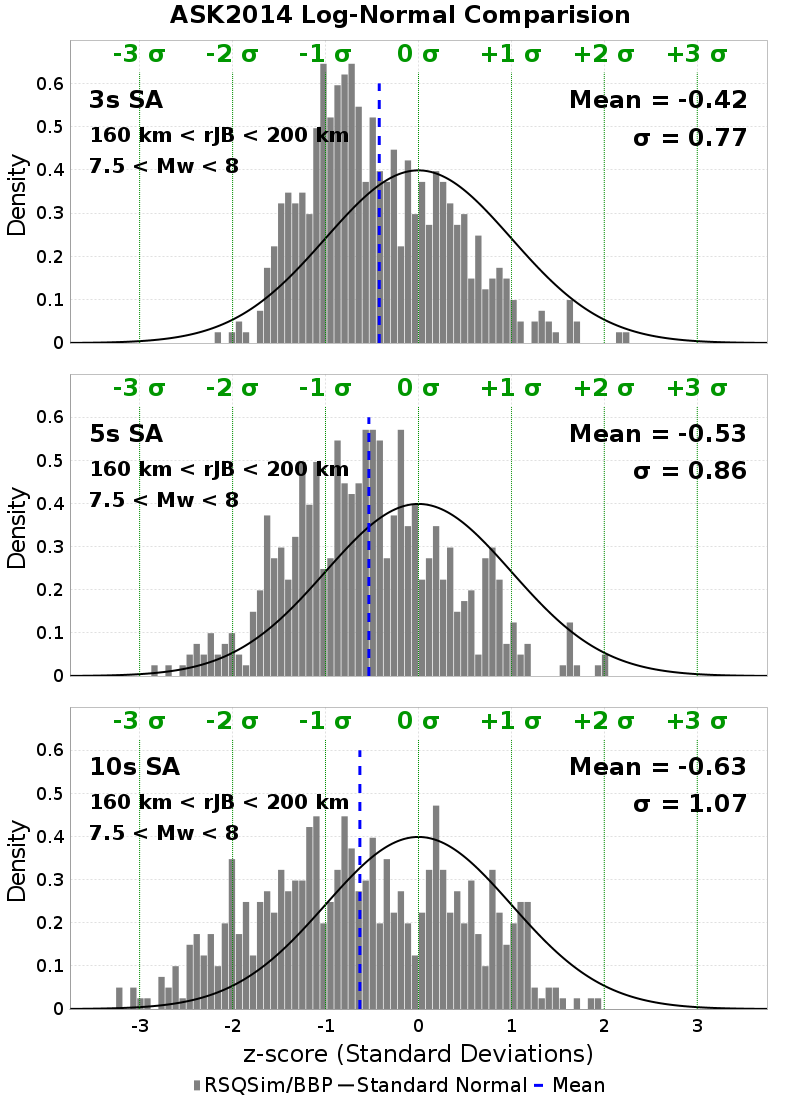 ASK2014 Log-Normal Comparision
-3 σ -2 σ -1 σ 0 σ +1 σ +2 σ +3 σ
3s SA
160 km < rJB < 200 km
7.5 < Mw < 8
Mean = -0.42
σ = 0.77
Density
0.6
0.5
0.4
0.3
0.2
0.1
0
-3 σ -2 σ -1 σ 0 σ +1 σ +2 σ +3 σ
5s SA
160 km < rJB < 200 km
7.5 < Mw < 8
Mean = -0.53
σ = 0.86
Density
0.6
0.5
0.4
0.3
0.2
0.1
0
-3 σ -2 σ -1 σ 0 σ +1 σ +2 σ +3 σ
10s SA
160 km < rJB < 200 km
7.5 < Mw < 8
Mean = -0.63
σ = 1.07
Density
0.6
0.5
0.4
0.3
0.2
0.1
0
-3 -2 -1 0 1 2 3
z-score (Standard Deviations)
RSQSim/BBP Standard Normal Mean